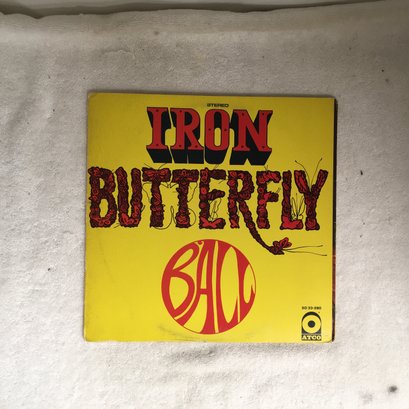 STEREO
IRON
BUTTERFLY
BALL
SD 33-280
ATCO